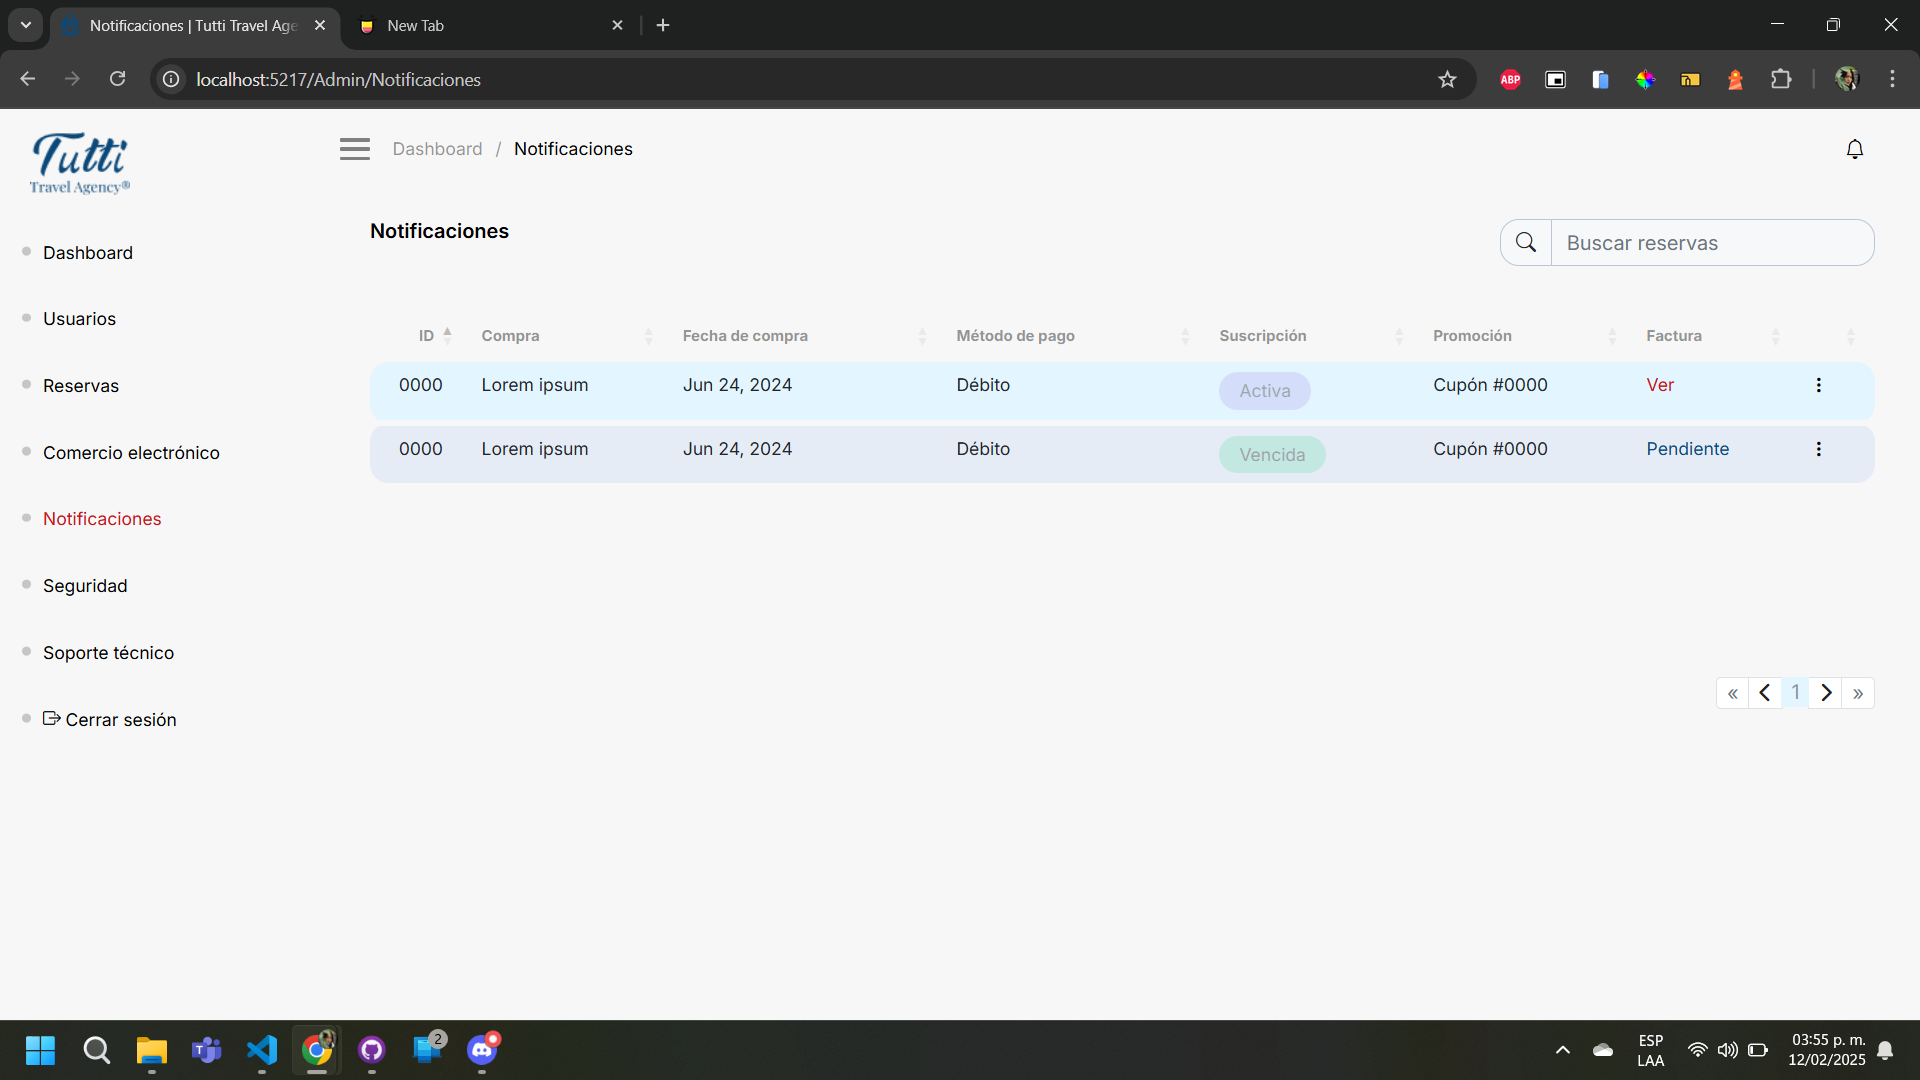 Notificaciones | Tutti Travel Age
New Tab
localhost:5217/Admin/Notificaciones
ABP
Tutti
Travel Agency®
Dashboard / Notificaciones
Notificaciones
Buscar reservas
Dashboard
Usuarios
Reservas
Comercio electrónico
Notificaciones
Seguridad
Soporte técnico
Cerrar sesión
ID Compra Fecha de compra Método de pago Suscripción Promoción Factura
0000 Lorem ipsum Jun 24, 2024 Débito Activa Cupón #0000 Ver
0000 Lorem ipsum Jun 24, 2024 Débito Vencida Cupón #0000 Pendiente
« 1 »
2
ESP
LAA
03:55 p. m.
12/02/2025